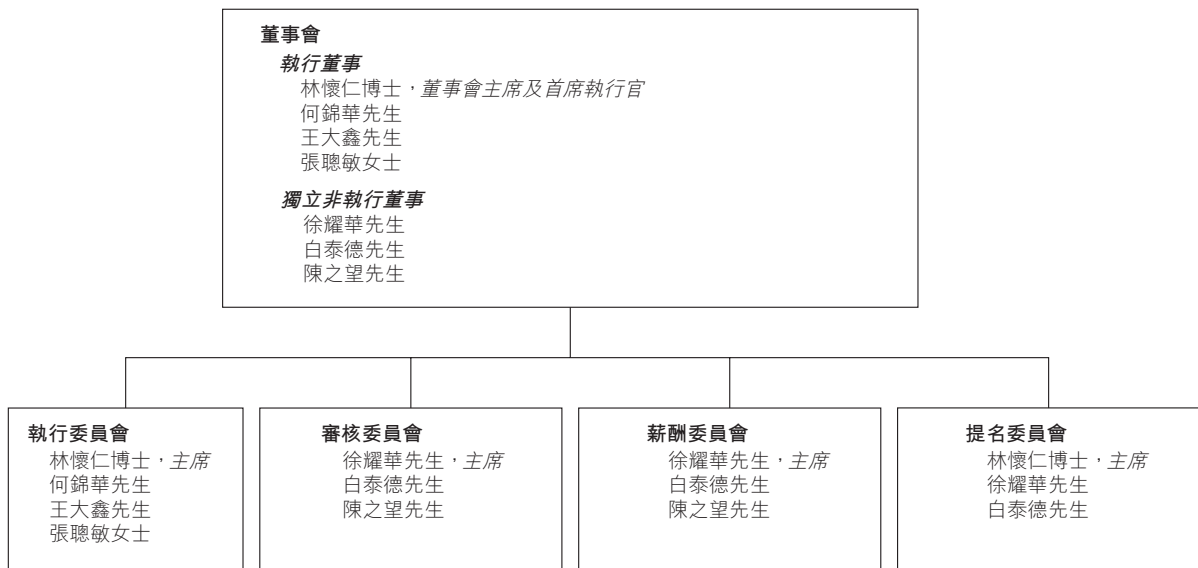 董事會
執行董事
林懷仁博士，董事會主席及首席執行官
何錦華先生
王大鑫先生
張聰敏女士
獨立非執行董事
徐耀華先生
白泰德先生
陳之望先生
執行委員會
林懷仁博士，主席
何錦華先生
王大鑫先生
張聰敏女士
審核委員會
徐耀華先生，主席
白泰德先生
陳之望先生
薪酬委員會
徐耀華先生，主席
白泰德先生
陳之望先生
提名委員會
林懷仁博士，主席
徐耀華先生
白泰德先生